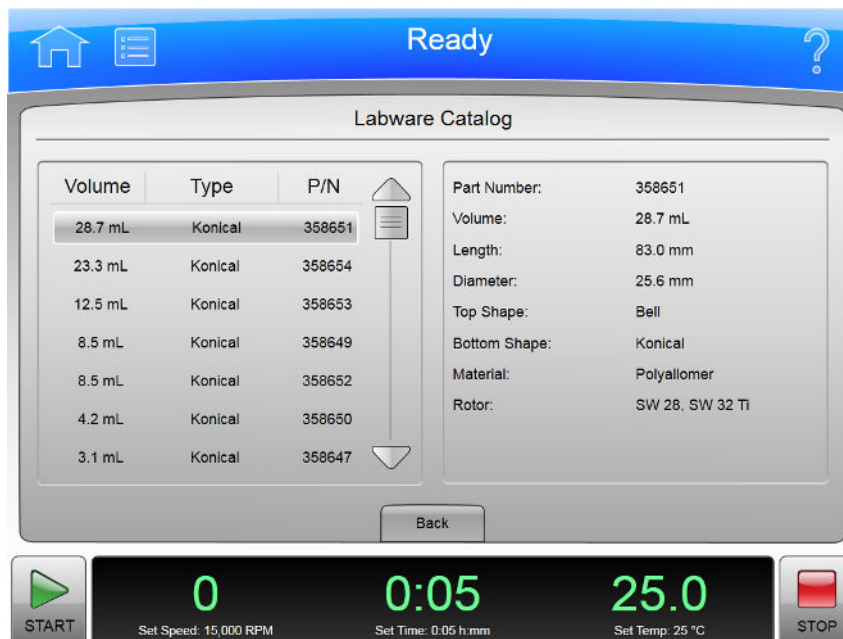 Ready
Labware Catalog
Volume Type P/N
28.7 mL Konical 358651
23.3 mL Konical 358654
12.5 mL Konical 358653
8.5 mL Konical 358649
8.5 mL Konical 358652
4.2 mL Konical 358650
3.1 mL Konical 358647
Part Number: 358651
Volume: 28.7 mL
Length: 83.0 mm
Diameter: 25.6 mm
Top Shape: Bell
Bottom Shape: Konical
Material: Polyallomer
Rotor: SW 28, SW 32 Ti
Back
START
0 0:05 25.0
Set Speed: 15,000 RPM Set Time: 0:05 h:mm Set Temp: 25 °C
STOP